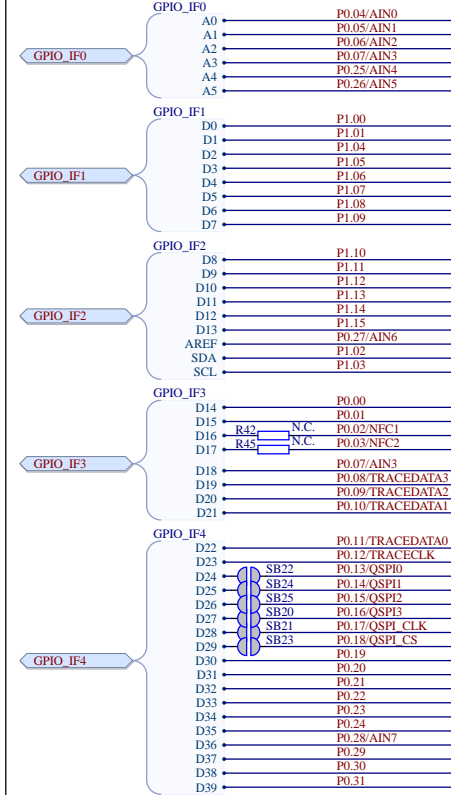 GPIO_IF0
A0 P0.04/AIN0
A1 P0.05/AIN1
A2 P0.06/AIN2
GPIO_IF0 A3 P0.07/AIN3
A4 P0.25/AIN4
A5 P0.26/AIN5
GPIO_IF1
D0 P1.00
D1 P1.01
D2 P1.04
D3 P1.05
GPIO_IF1 D4 P1.06
D5 P1.07
D6 P1.08
D7 P1.09
GPIO_IF2
D8 P1.10
D9 P1.11
D10 P1.12
D11 P1.13
GPIO_IF2 D12 P1.14
D13 P1.15
AREF P0.27/AIN6
SDA P1.02
SCL P1.03
GPIO_IF3
D14 P0.00
D15 P0.01
D16 R42 N.C. P0.02/NFC1
D17 R45 N.C. P0.03/NFC2
GPIO_IF3 D18 P0.07/AIN3
D19 P0.08/TRACEDATA3
D20 P0.09/TRACEDATA2
D21 P0.10/TRACEDATA1
GPIO_IF4
D22 P0.11/TRACEDATA0
D23 P0.12/TRACECLK
D24 SB22 P0.13/QSPI0
D25 SB24 P0.14/QSPI1
D26 SB25 P0.15/QSPI2
D27 SB20 P0.16/QSPI3
D28 SB21 P0.17/QSPI_CLK
D29 SB23 P0.18/QSPI_CS
GPIO_IF4 D30 P0.19
D31 P0.20
D32 P0.21
D33 P0.22
D34 P0.23
D35 P0.24
D36 P0.28/AIN7
D37 P0.29
D38 P0.30
D39 P0.31